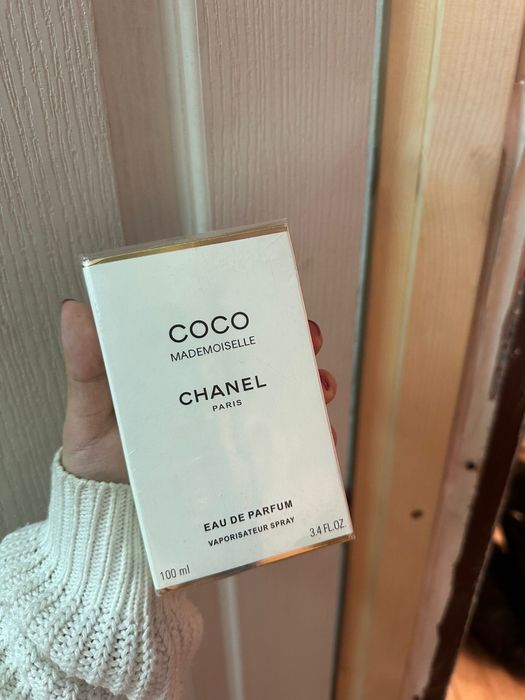 COCO
MADEMOISELLE
CHANEL
PARIS
EAU DE PARFUM
VAPORISATEUR SPRAY
100 ml
3.4 FL.OZ.